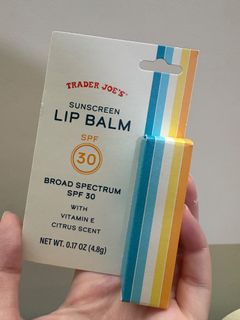 TRADER JOE'S
SUNSCREEN
LIP BALM
SPF
30
BROAD SPECTRUM
SPF 30
WITH
VITAMIN E
CITRUS SCENT
NET WT. 0.17 OZ (4.8g)